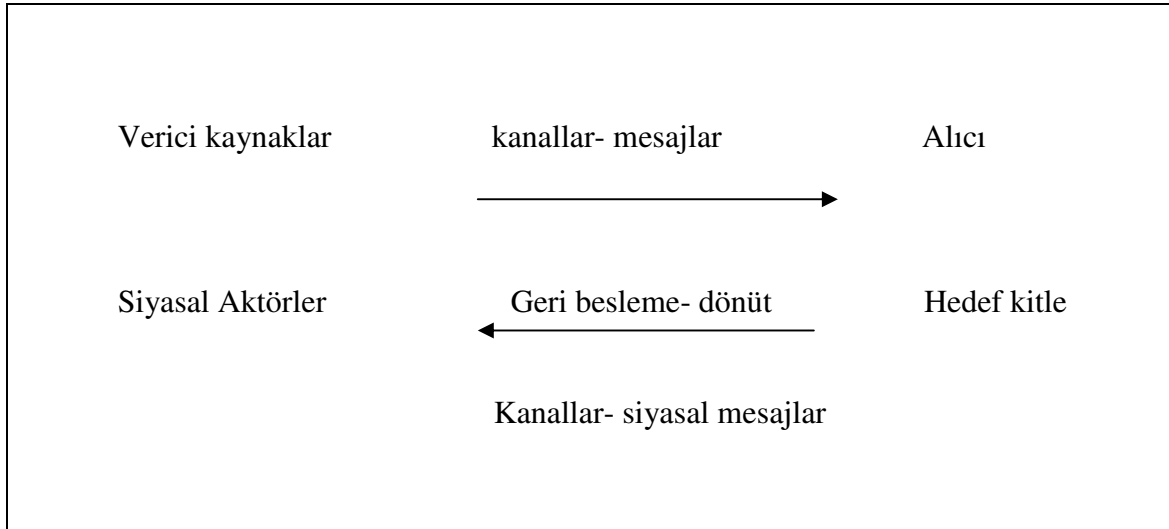 Verici kaynaklar kanallar- mesajlar Alıcı
Siyasal Aktörler Geri besleme- dönüt Hedef kitle
Kanallar- siyasal mesajlar